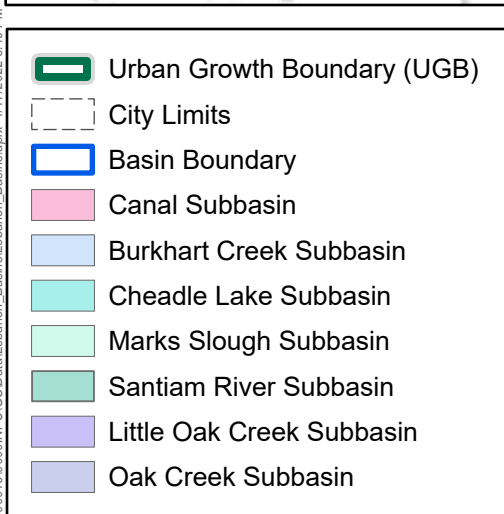 Urban Growth Boundary (UGB)
City Limits
Basin Boundary
Canal Subbasin
Burkhart Creek Subbasin
Cheadle Lake Subbasin
Marks Slough Subbasin
Santiam River Subbasin
Little Oak Creek Subbasin
Oak Creek Subbasin